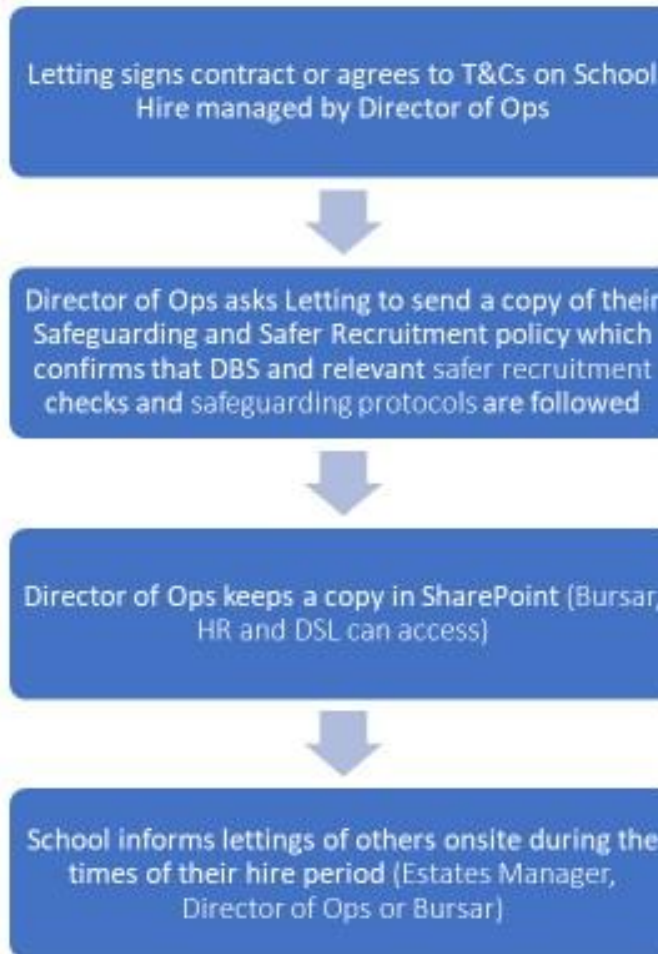 Letting signs contract or agrees to T&Cs on School
Hire managed by Director of Ops
Director of Ops asks Letting to send a copy of their
Safeguarding and Safer Recruitment policy which
confirms that DBS and relevant safer recruitment
checks and safeguarding protocols are followed
Director of Ops keeps a copy in SharePoint (Bursar,
HR and DSL can access)
School informs lettings of others onsite during the
times of their hire period (Estates Manager,
Director of Ops or Bursar)